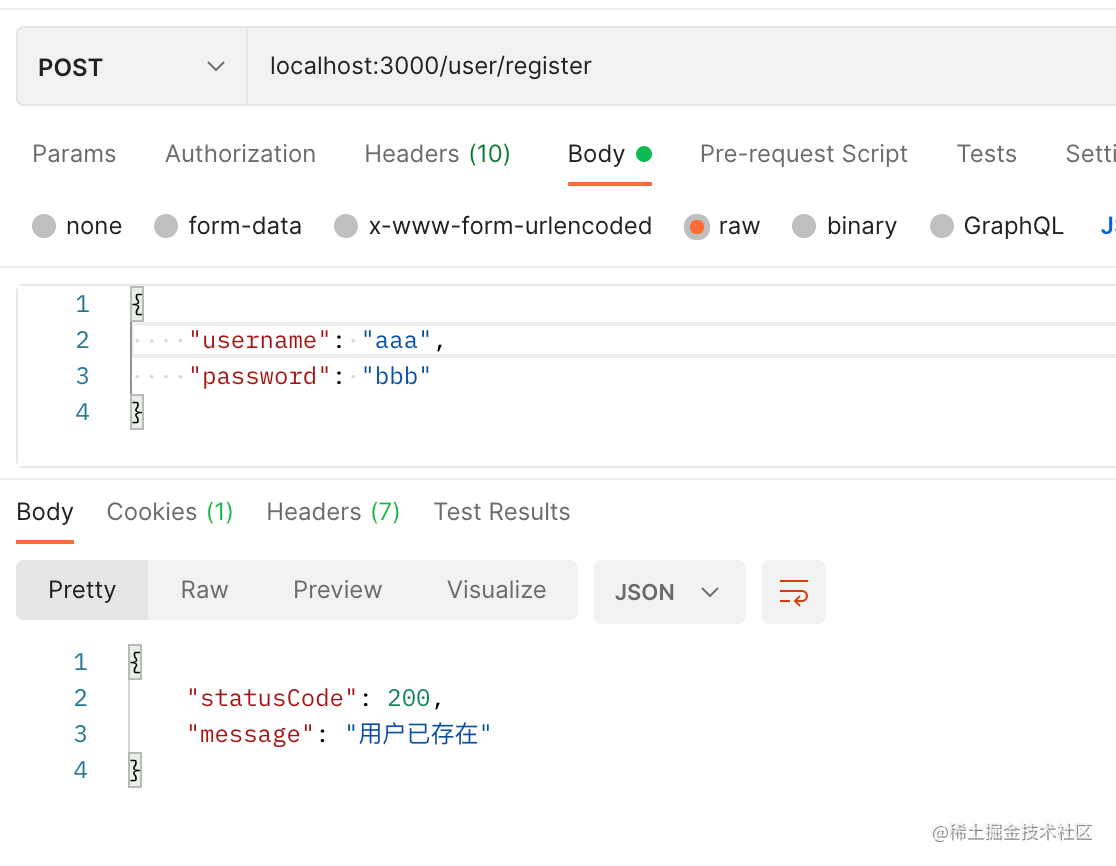 POST localhost:3000/user/register
Params Authorization Headers (10) Body Pre-request Script Tests Setti
none form-data x-www-form-urlencoded raw binary GraphQL JS
1 {
2 "username": "aaa",
3 "password": "bbb"
4 }
Body Cookies (1) Headers (7) Test Results
Pretty Raw Preview Visualize JSON
1 {
2 "statusCode": 200,
3 "message": "用户已存在"
4 }
@稀土掘金技术社区